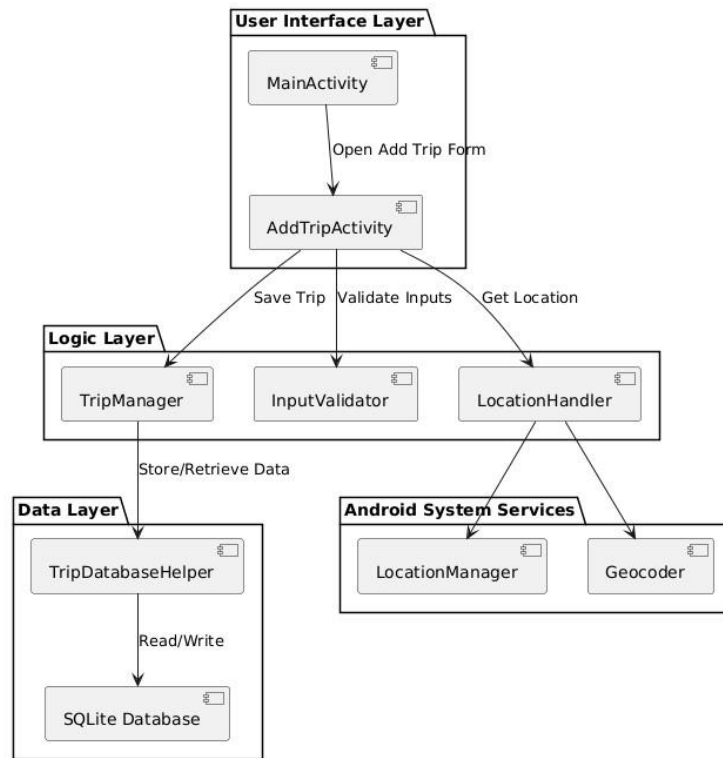 User Interface Layer
MainActivity
Open Add Trip Form
AddTripActivity
Save Trip
Validate Inputs
Get Location
Logic Layer
TripManager
InputValidator
LocationHandler
Store/Retrieve Data
Data Layer
Android System Services
TripDatabaseHelper
LocationManager
Geocoder
Read/Write
SQLite Database